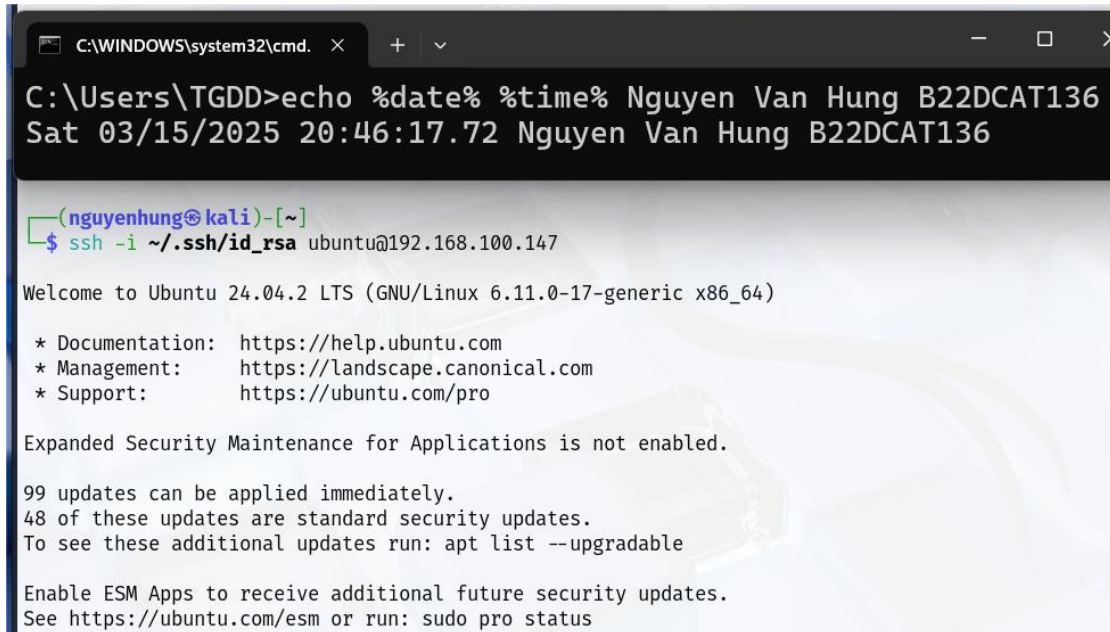 C:\WINDOWS\system32\cmd.
C:\Users\TGDD>echo %date% %time% Nguyen Van Hung B22DCAT136
Sat 03/15/2025 20:46:17.72 Nguyen Van Hung B22DCAT136
(nguyenhung㉿kali)-[~]
$ ssh -i ~/.ssh/id_rsa ubuntu@192.168.100.147
Welcome to Ubuntu 24.04.2 LTS (GNU/Linux 6.11.0-17-generic x86_64)
* Documentation: https://help.ubuntu.com
* Management: https://landscape.canonical.com
* Support: https://ubuntu.com/pro
Expanded Security Maintenance for Applications is not enabled.
99 updates can be applied immediately.
48 of these updates are standard security updates.
To see these additional updates run: apt list --upgradable
Enable ESM Apps to receive additional future security updates.
See https://ubuntu.com/esm or run: sudo pro status